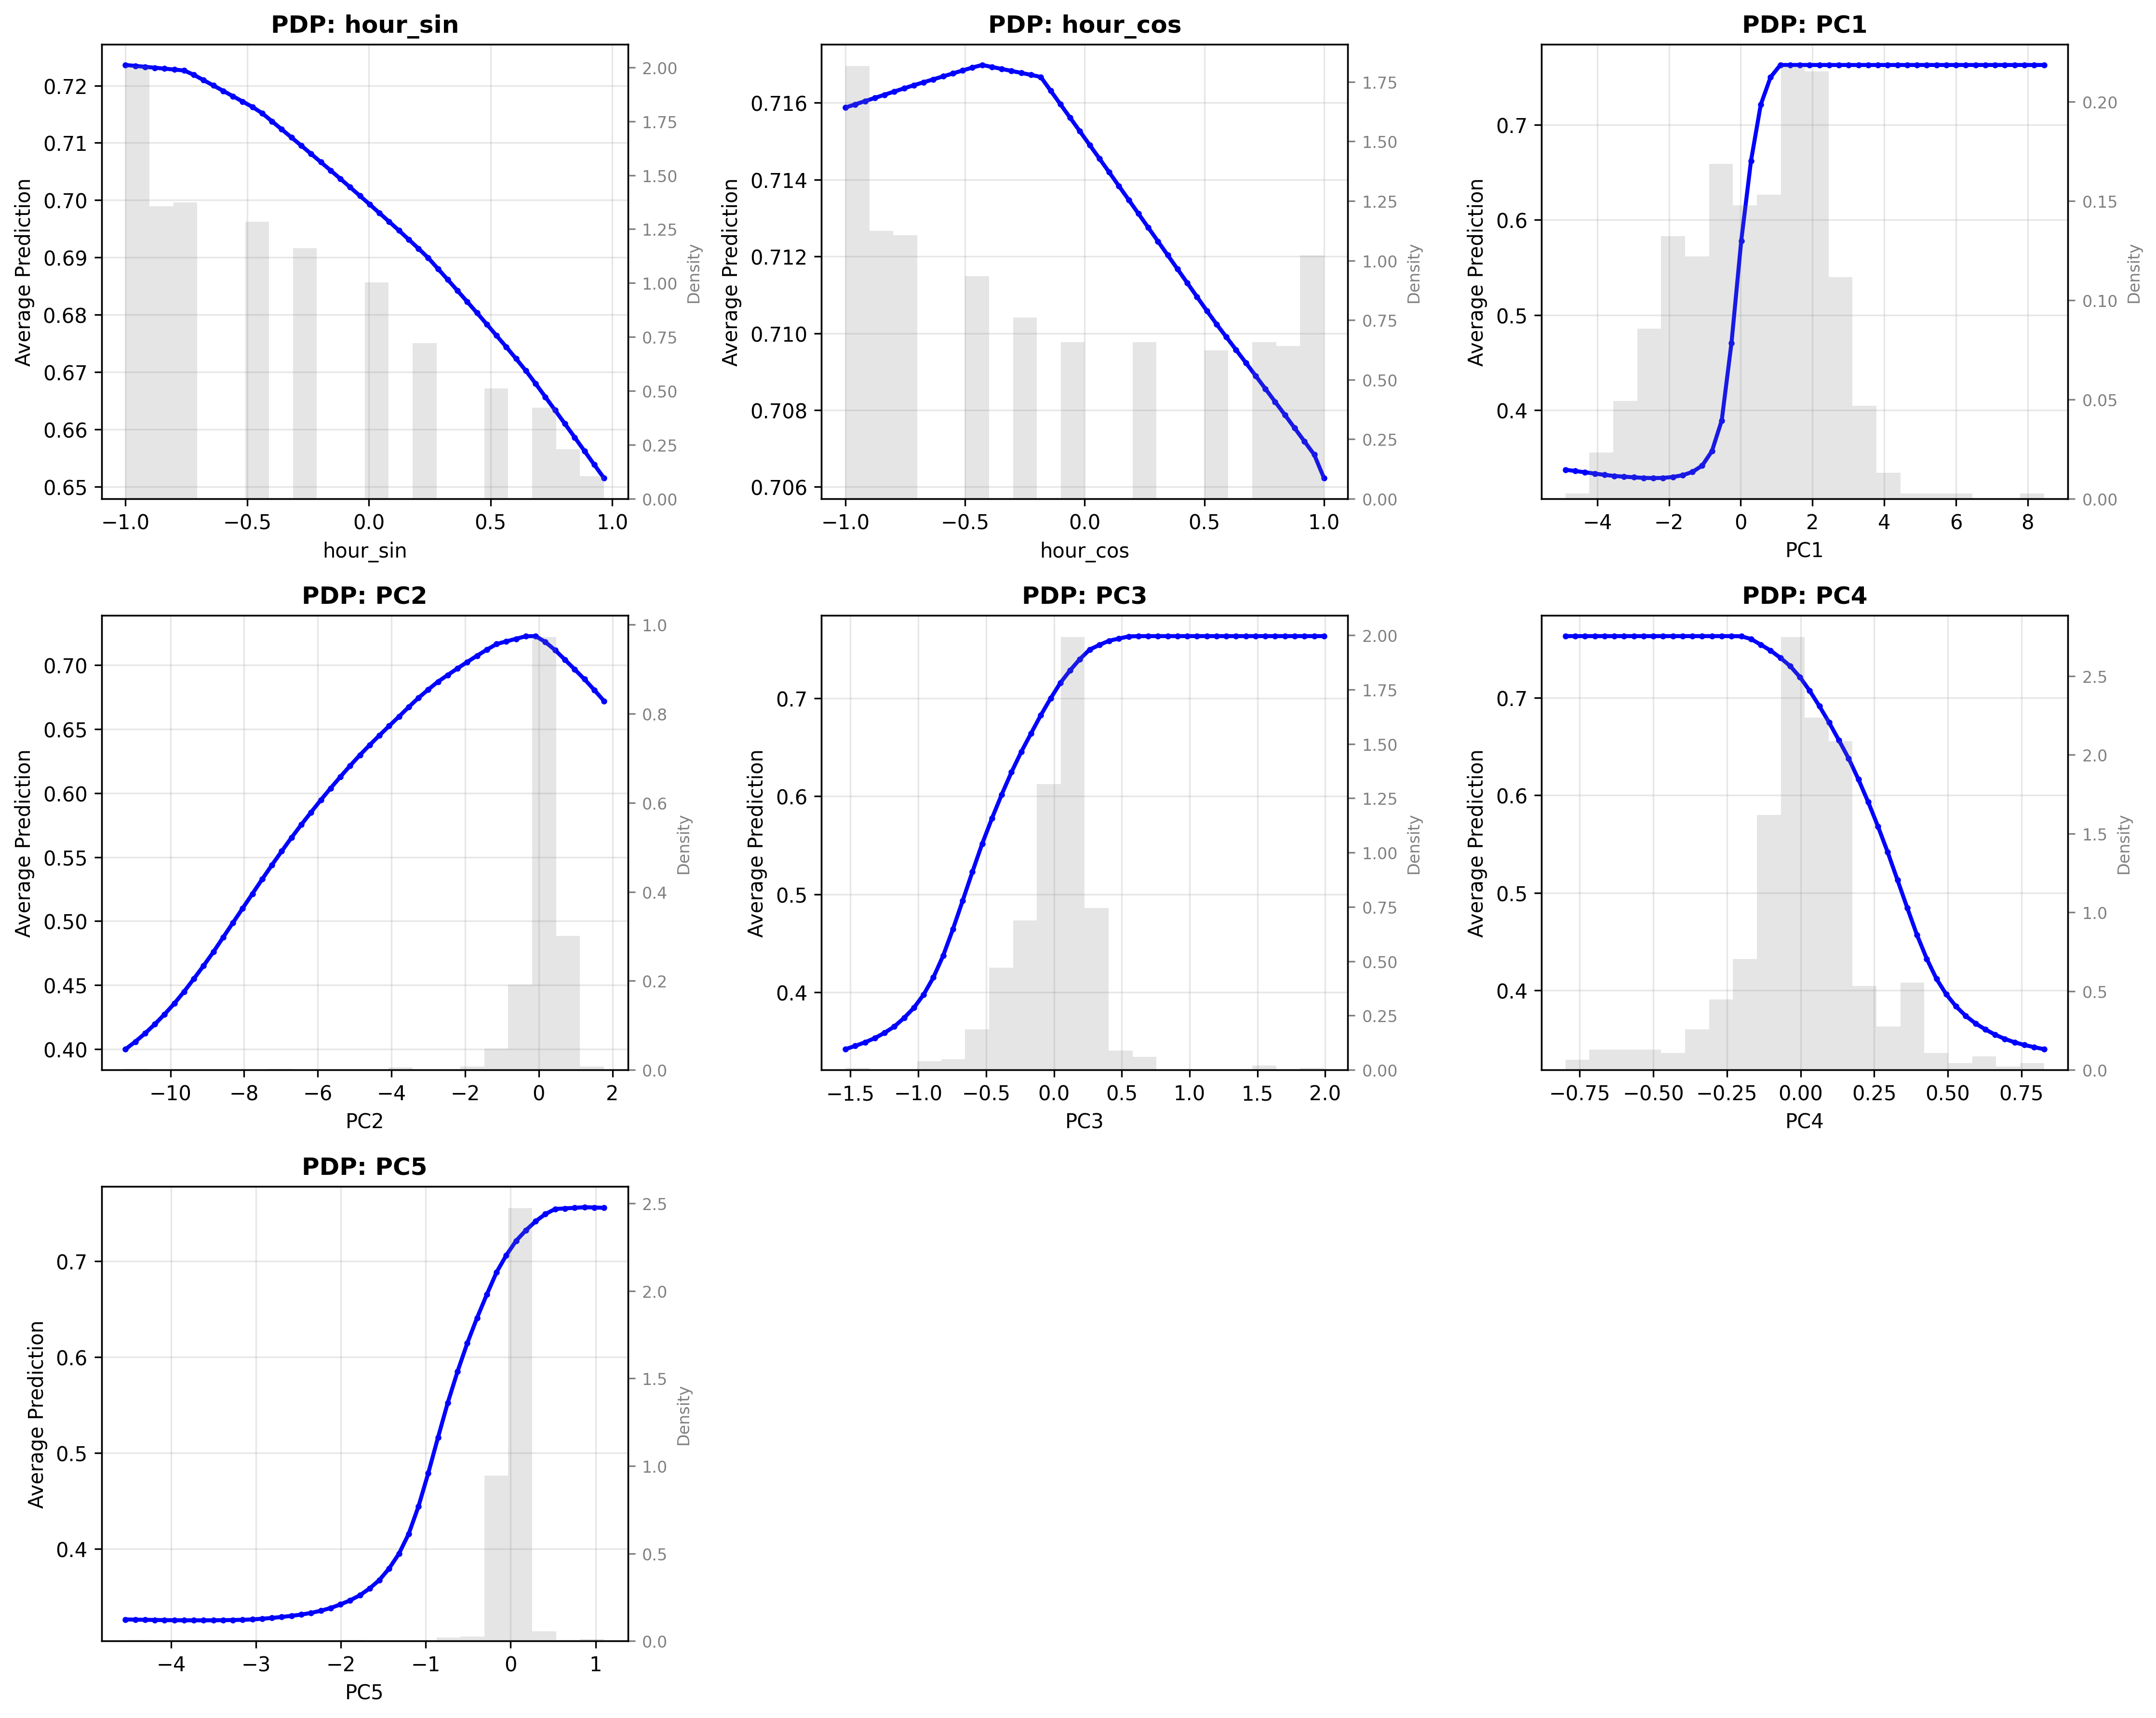 PDP: hour_sin
Average Prediction
0.72
0.71
0.70
0.69
0.68
0.67
0.66
0.65
2.00
1.75
1.50
1.25
1.00
0.75
0.50
0.25
0.00
Density
−1.0 −0.5 0.0 0.5 1.0
hour_sin
PDP: hour_cos
Average Prediction
0.716
0.714
0.712
0.710
0.708
0.706
1.75
1.50
1.25
1.00
0.75
0.50
0.25
0.00
Density
−1.0 −0.5 0.0 0.5 1.0
hour_cos
PDP: PC1
Average Prediction
0.7
0.6
0.5
0.4
0.20
0.15
0.10
0.05
0.00
Density
−4 −2 0 2 4 6 8
PC1
PDP: PC2
Average Prediction
0.70
0.65
0.60
0.55
0.50
0.45
0.40
1.0
0.8
0.6
0.4
0.2
0.0
Density
−10 −8 −6 −4 −2 0 2
PC2
PDP: PC3
Average Prediction
0.7
0.6
0.5
0.4
2.00
1.75
1.50
1.25
1.00
0.75
0.50
0.25
0.00
Density
−1.5 −1.0 −0.5 0.0 0.5 1.0 1.5 2.0
PC3
PDP: PC4
Average Prediction
0.7
0.6
0.5
0.4
2.5
2.0
1.5
1.0
0.5
0.0
Density
−0.75 −0.50 −0.25 0.00 0.25 0.50 0.75
PC4
PDP: PC5
Average Prediction
0.7
0.6
0.5
0.4
2.5
2.0
1.5
1.0
0.5
0.0
Density
−4 −3 −2 −1 0 1
PC5